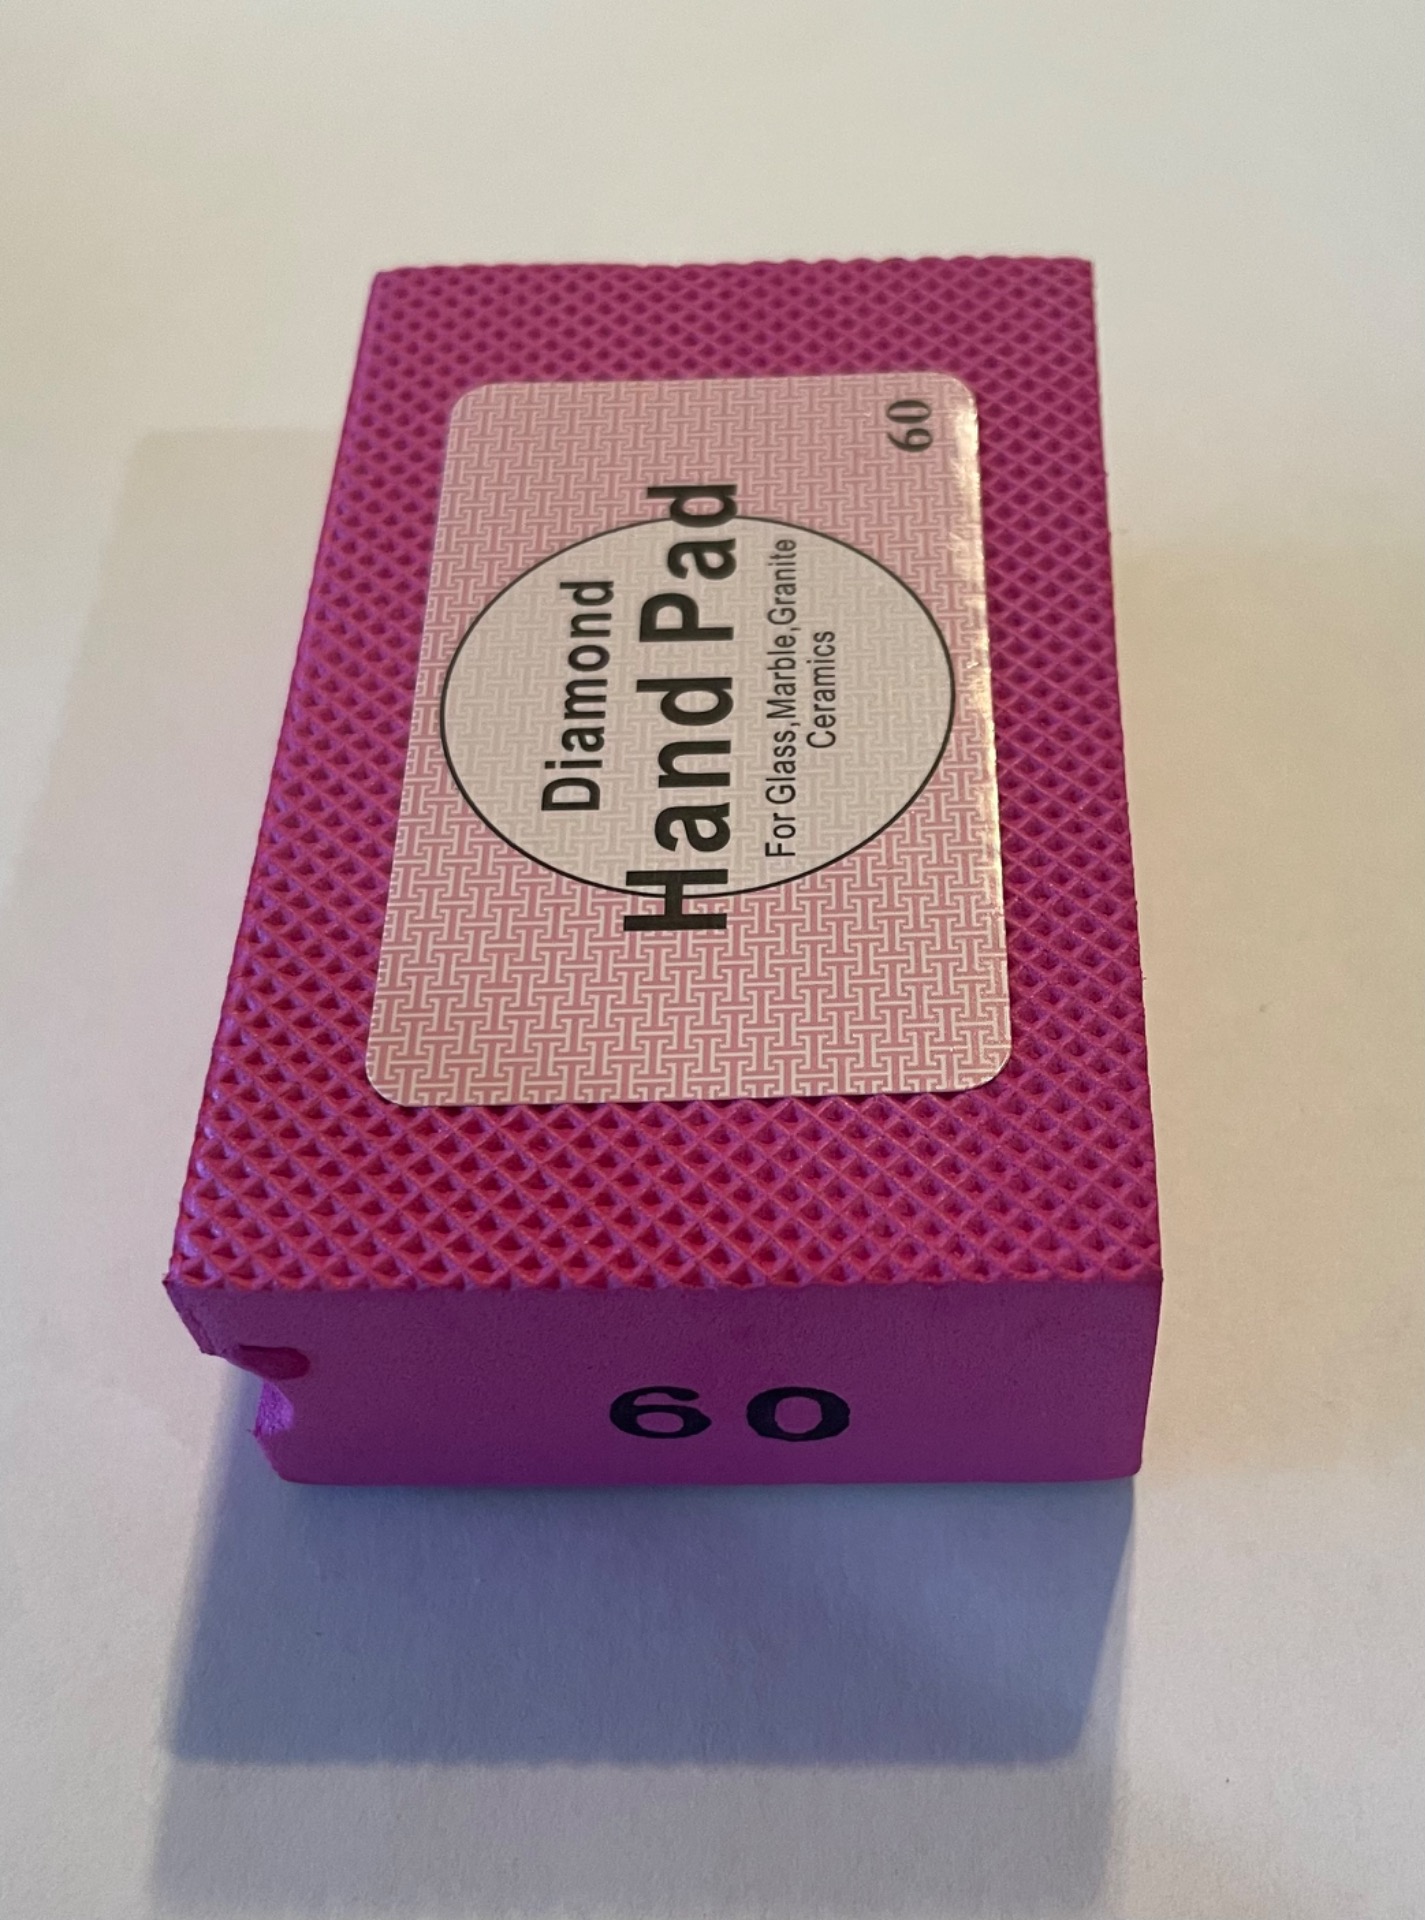 Diamond
Hand Pad
For Glass,Marble,Granite
Ceramics
60
60